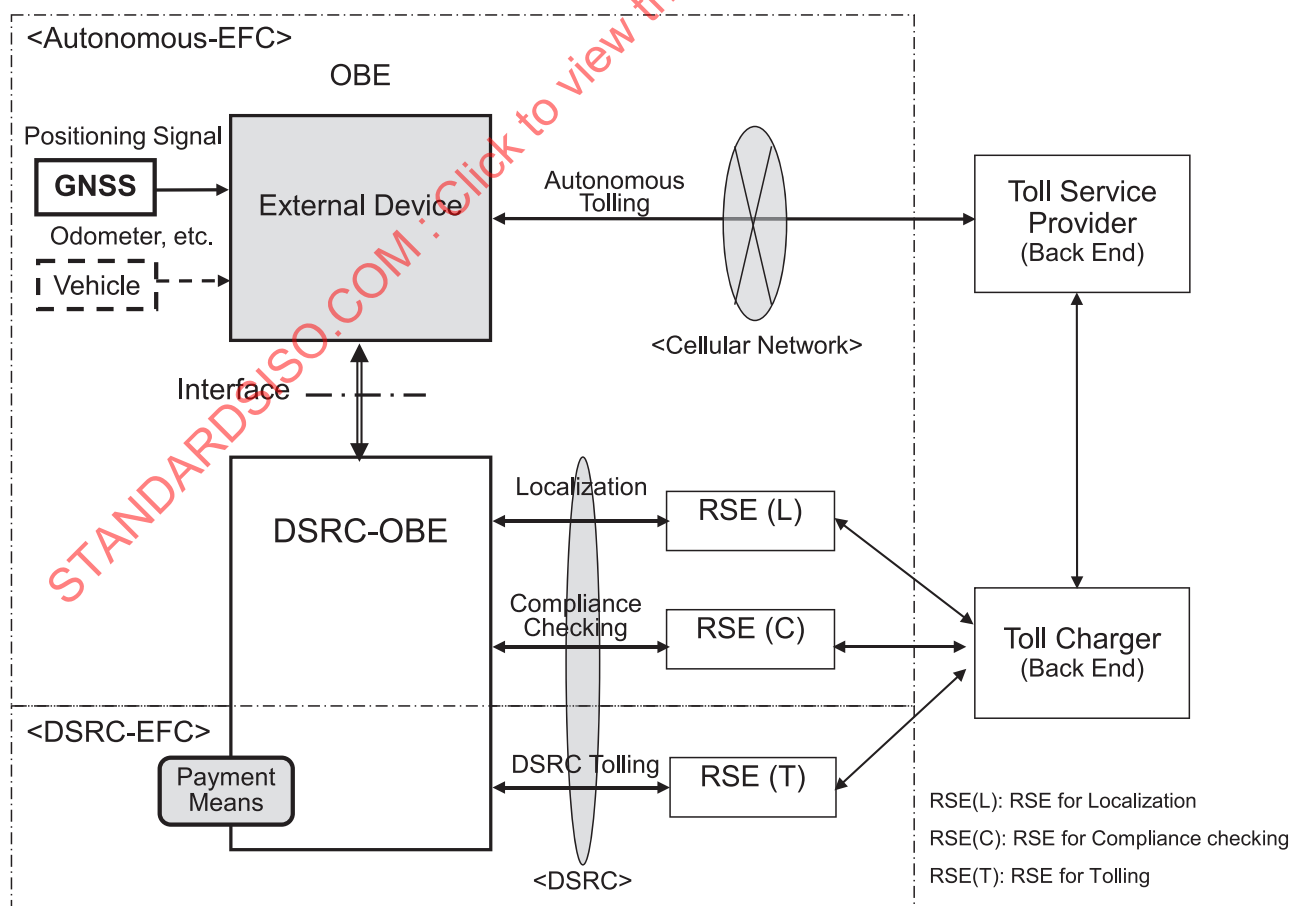 <Autonomous-EFC>
OBE
Positioning Signal
GNSS
Odometer, etc.
Vehicle
External Device
Autonomous
Tolling
<Cellular Network>
Toll Service
Provider
(Back End)
Interface
DSRC-OBE
Localization
RSE (L)
Compliance
Checking
RSE (C)
Toll Charger
(Back End)
<DSRC-EFC>
Payment
Means
DSRC Tolling
RSE (T)
<DSRC>
RSE(L): RSE for Localization
RSE(C): RSE for Compliance checking
RSE(T): RSE for Tolling
STANDARDSISO.COM : Click to view th